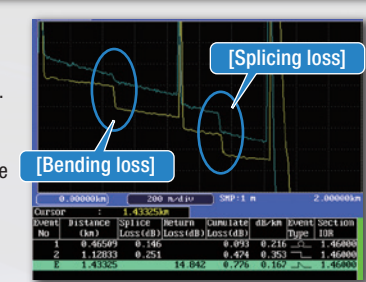 [Splicing loss]
[Bending loss]
0.00000km 200 m/div SMP:1 m 2.00000km
Cursor : 1.43325km
Event Distance Splice Return Cumulate dB/km Event Section
No (km) Loss(dB) Loss(dB) Loss(dB) Type IOR
1 0.46509 0.146 0.093 0.216 1.46000
2 1.12833 0.251 0.474 0.353 1.46000
E 1.43325 14.842 0.776 0.162 1.46000